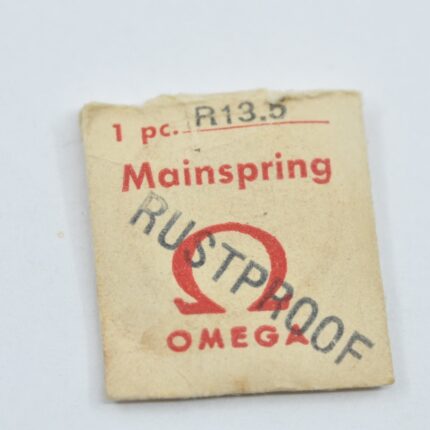 1 pc. R13.5
Mainspring
RUSTPROOF
OMEGA